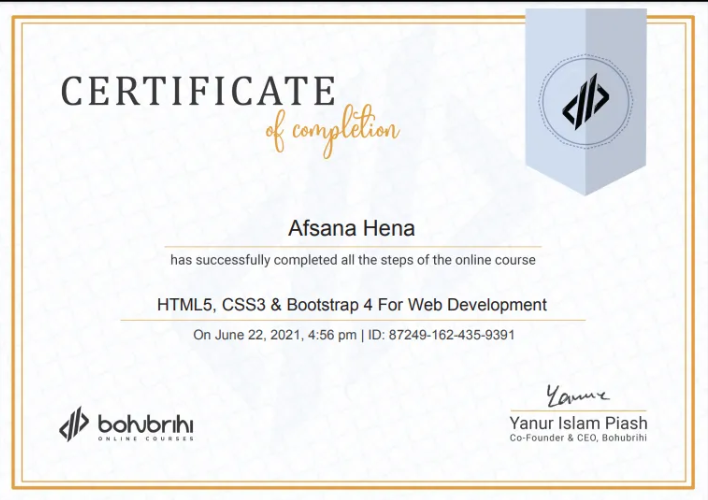 CERTIFICATE
of completion
Afsana Hena
has successfully completed all the steps of the online course
HTML5, CSS3 & Bootstrap 4 For Web Development
On June 22, 2021, 4:56 pm | ID: 87249-162-435-9391
Yanur Islam Piash
Co-Founder & CEO, Bohubrihi
bohubrihi
ONLINE COURSES